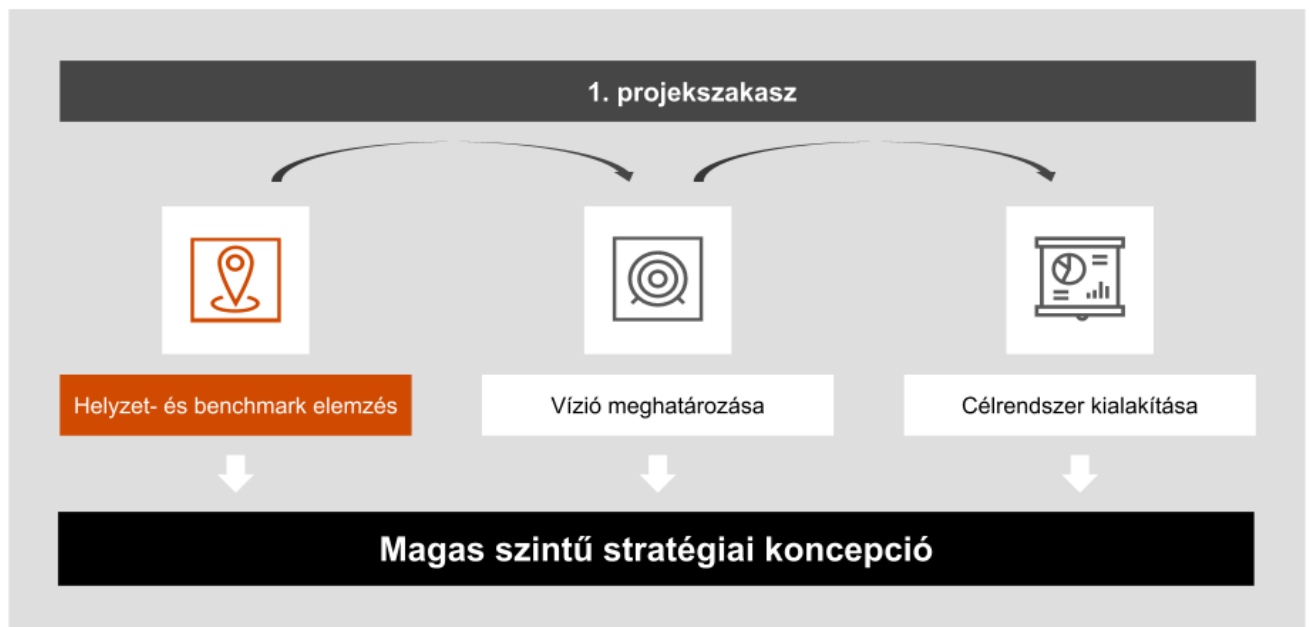 1. projekszakasz
Helyzet- és benchmark elemzés
Vízió meghatározása
Célrendszer kialakítása
Magas szintű stratégiai koncepció